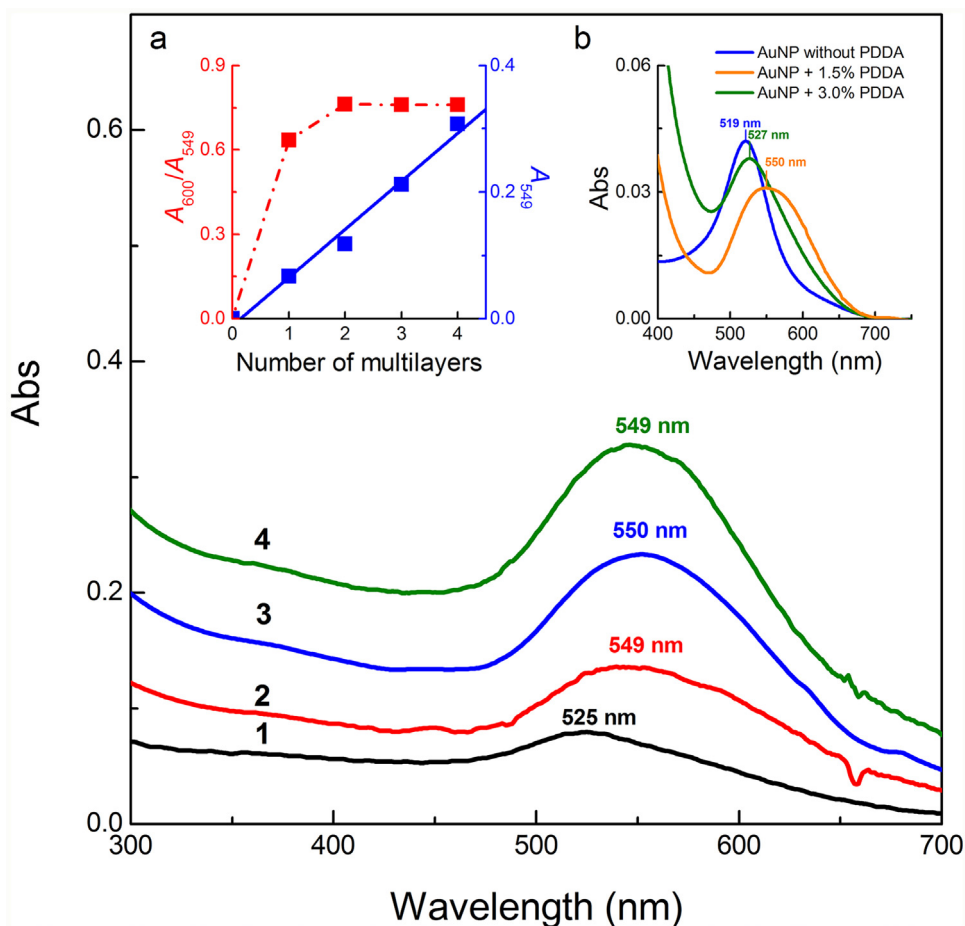 a
0.9
0.6
0.3
0.0
A600/A549
0.4
0.2
0.0
A549
0 1 2 3 4
Number of multilayers
b
AuNP without PDDA
AuNP + 1.5% PDDA
AuNP + 3.0% PDDA
0.06
0.03
0.00
Abs
519 nm
527 nm
550 nm
400 500 600 700
Wavelength (nm)
0.6
0.4
0.2
0.0
Abs
549 nm
4
550 nm
3
549 nm
2
525 nm
1
300 400 500 600 700
Wavelength (nm)